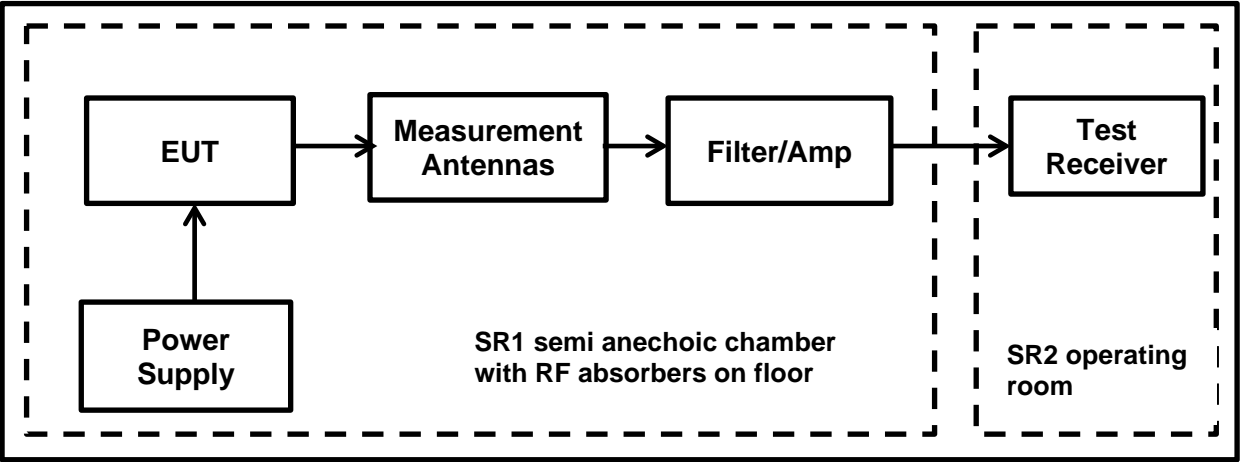 EUT
Measurement
Antennas
Filter/Amp
Test
Receiver
Power
Supply
SR1 semi anechoic chamber
with RF absorbers on floor
SR2 operating
room